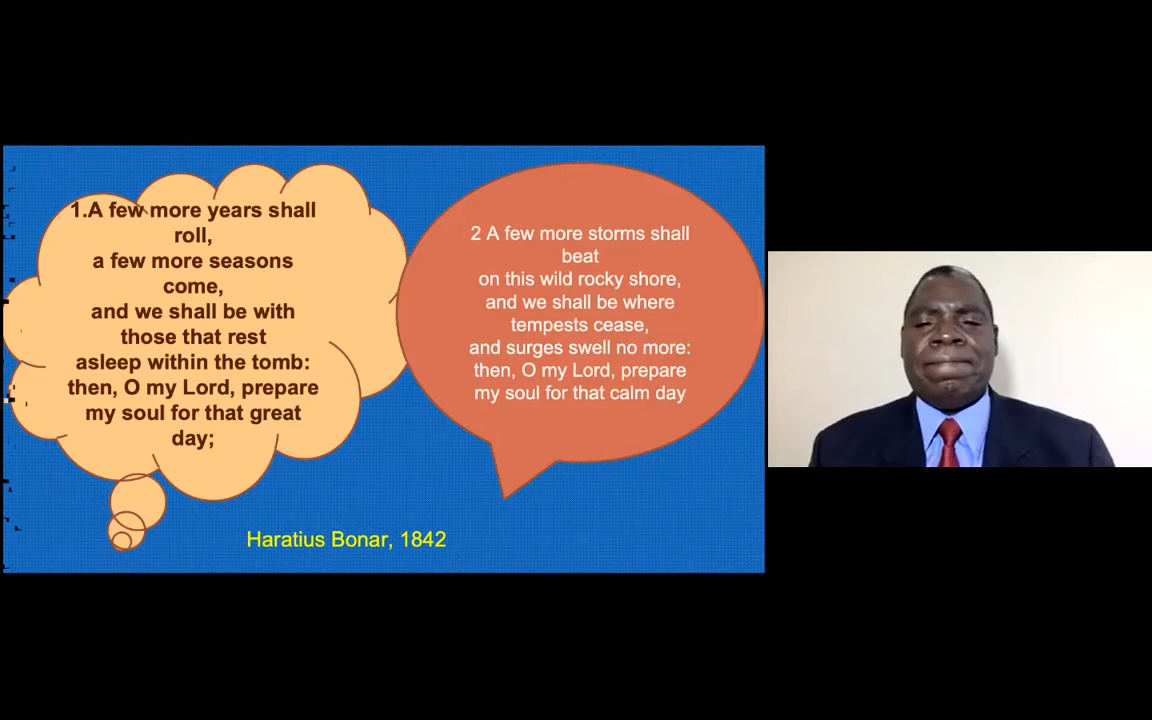 1.A few more years shall
roll,
a few more seasons
come,
and we shall be with
those that rest
asleep within the tomb:
then, O my Lord, prepare
my soul for that great
day;
2 A few more storms shall
beat
on this wild rocky shore,
and we shall be where
tempests cease,
and surges swell no more:
then, O my Lord, prepare
my soul for that calm day
Haratius Bonar, 1842